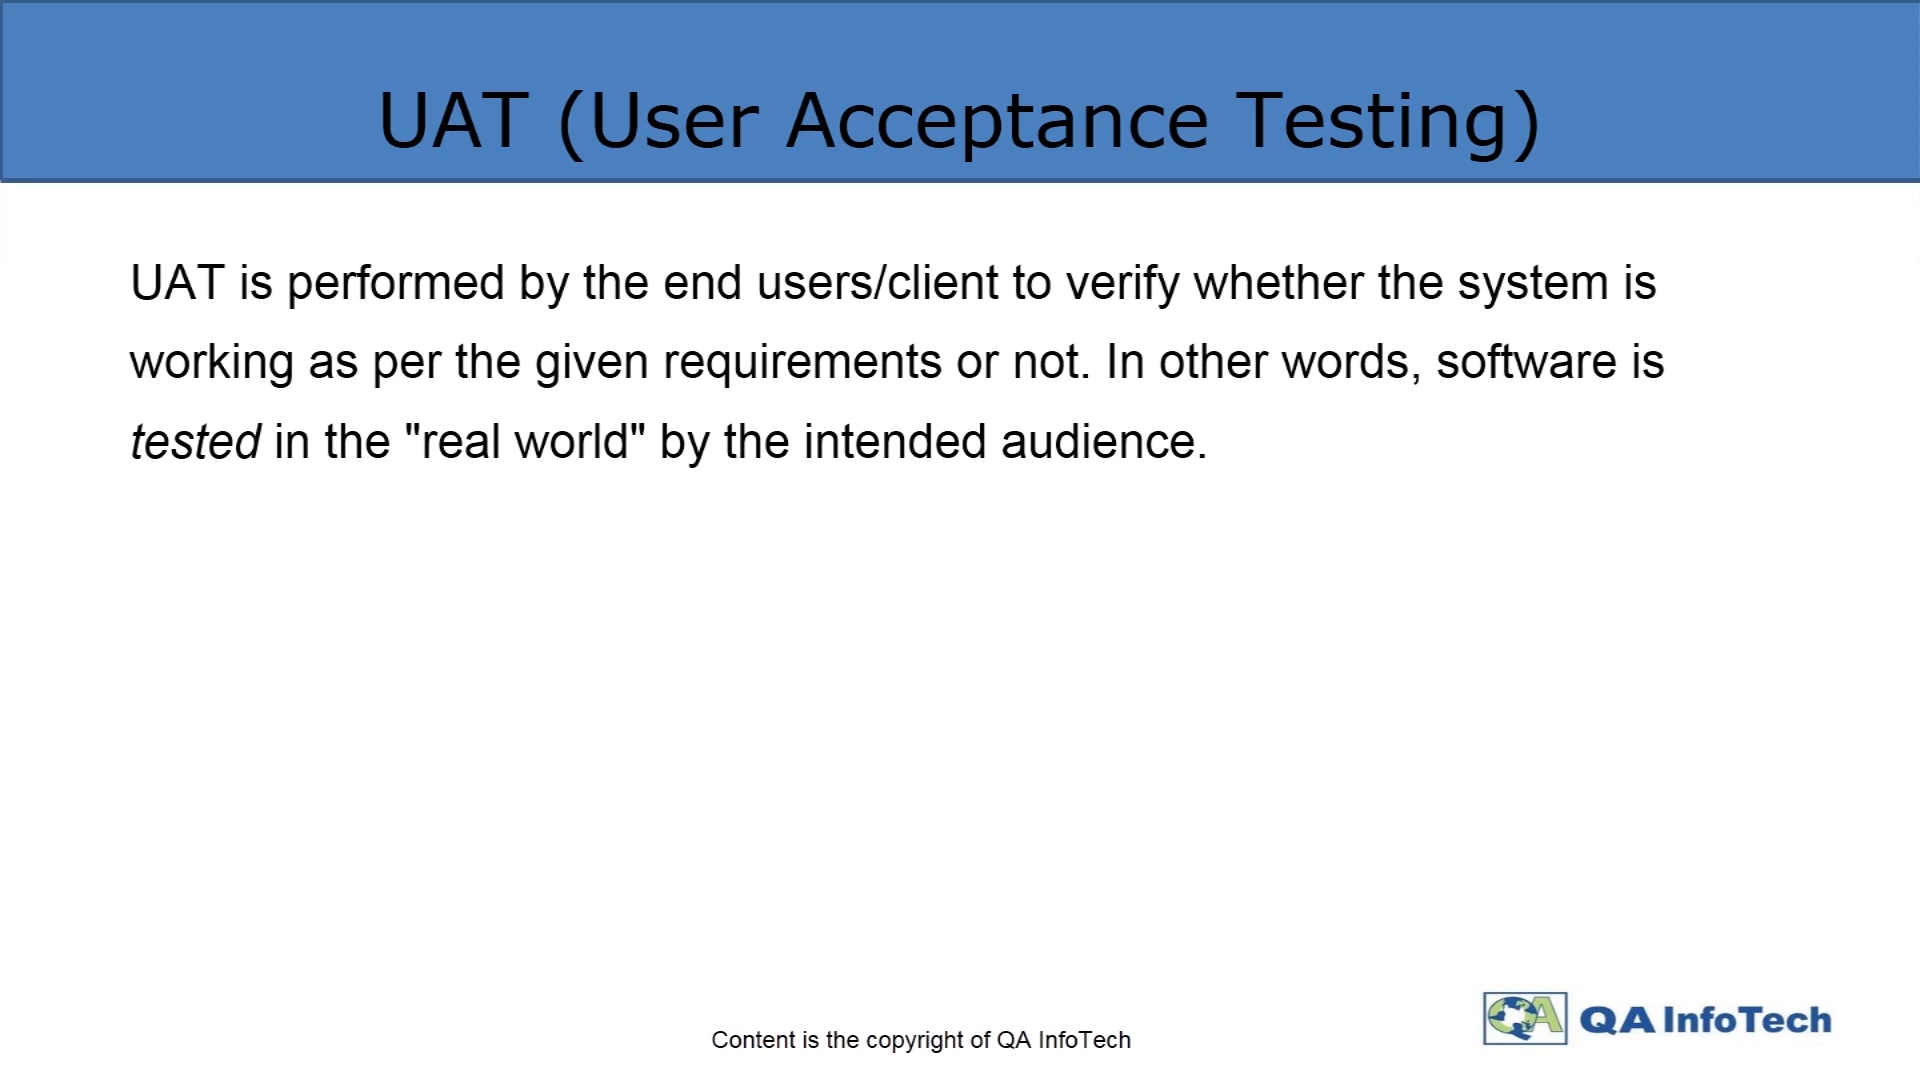 UAT (User Acceptance Testing)
UAT is performed by the end users/client to verify whether the system is
working as per the given requirements or not. In other words, software is
tested in the "real world" by the intended audience.
Content is the copyright of QA InfoTech
QA QA InfoTech